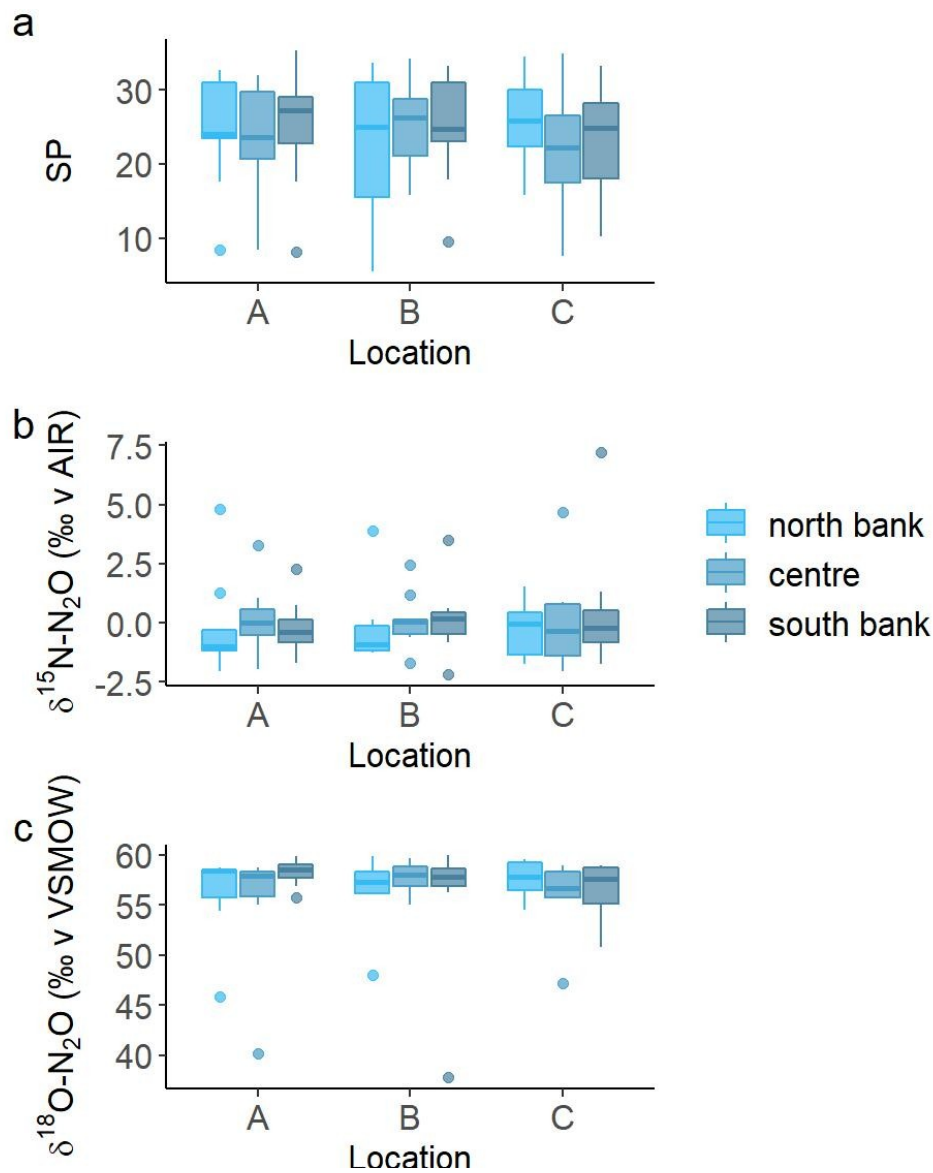 a
SP
30
20
10
A B C
Location
b
δ¹⁵N-N₂O (‰ v AIR)
7.5
5.0
2.5
0.0
-2.5
A B C
Location
north bank
centre
south bank
c
δ¹⁸O-N₂O (‰ v VSMOW)
60
55
50
45
40
A B C
Location